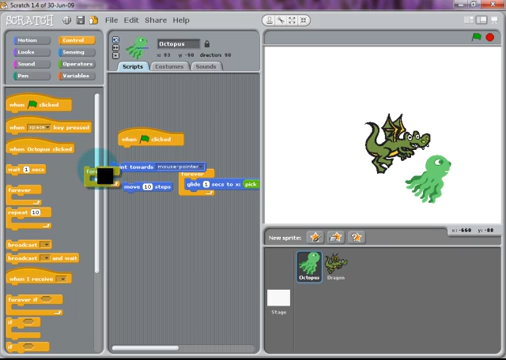 Scratch 1.4 of 30-Jun-09
SCRATCH
File Edit Share Help
Motion Control
Looks Sensing
Sound Operators
Pen Variables
Octopus
x: 93 y: -90 direction: 90
Scripts Costumes Sounds
when clicked
when space key pressed
when Octopus clicked
wait 1 secs
forever
repeat 10
broadcast
broadcast and wait
when I receive
forever if
if
if
when clicked
towards mouse-pointer
move 10 steps
forever
glide 1 secs to x: pick
x: -660 y: -88
New sprite:
Octopus Dragon
Stage